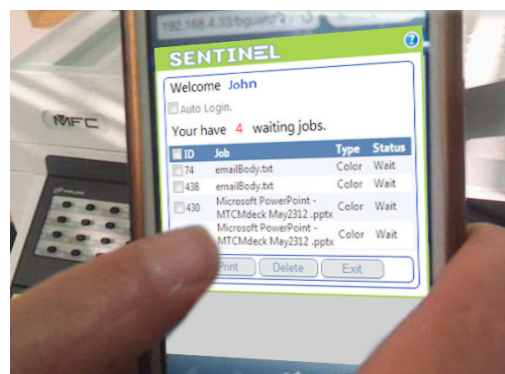 192.168.4.33/bguard
SENTINEL
?
Welcome John
Auto Login.
Your have 4 waiting jobs.
ID Job Type Status
74 emailBody.txt Color Wait
438 emailBody.txt Color Wait
430 Microsoft PowerPoint - MTCMdeck May2312 .pptx Color Wait
Microsoft PowerPoint - MTCMdeck May2312 .pptx Color Wait
Print Delete Exit
MFC